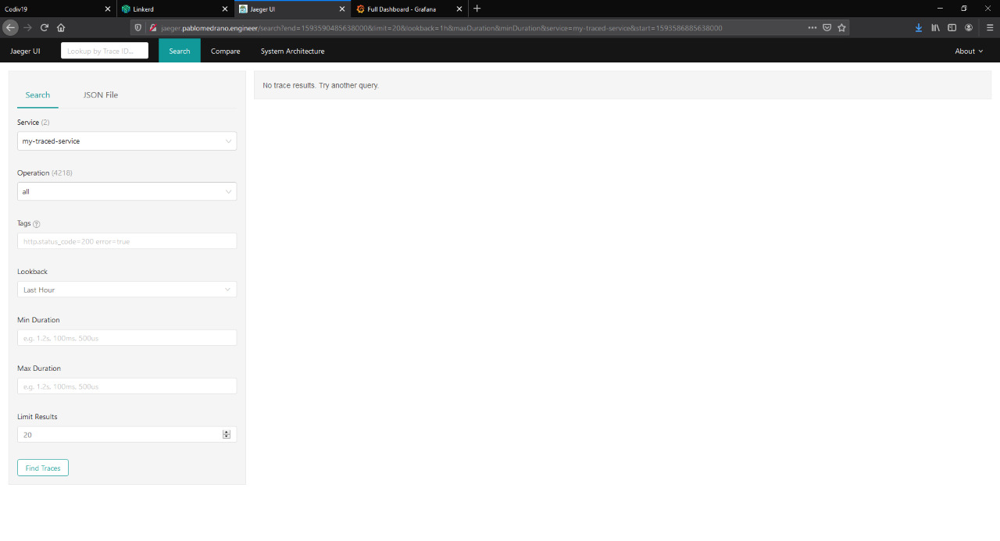 Codiv19
Linkerd
Jaeger UI
Full Dashboard - Grafana
jaeger.pablomedrano.engineer/search?end=1593590485638000&limit=20&lookback=1h&maxDuration&minDuration&service=my-traced-service&start=1593586885638000
Jaeger UI
Lookup by Trace ID...
Search
Compare
System Architecture
About
Search
JSON File
No trace results. Try another query.
Service (2)
my-traced-service
Operation (4218)
all
Tags
http.status_code=200 error=true
Lookback
Last Hour
Min Duration
e.g. 1.2s, 100ms, 500us
Max Duration
e.g. 1.2s, 100ms, 500us
Limit Results
20
Find Traces